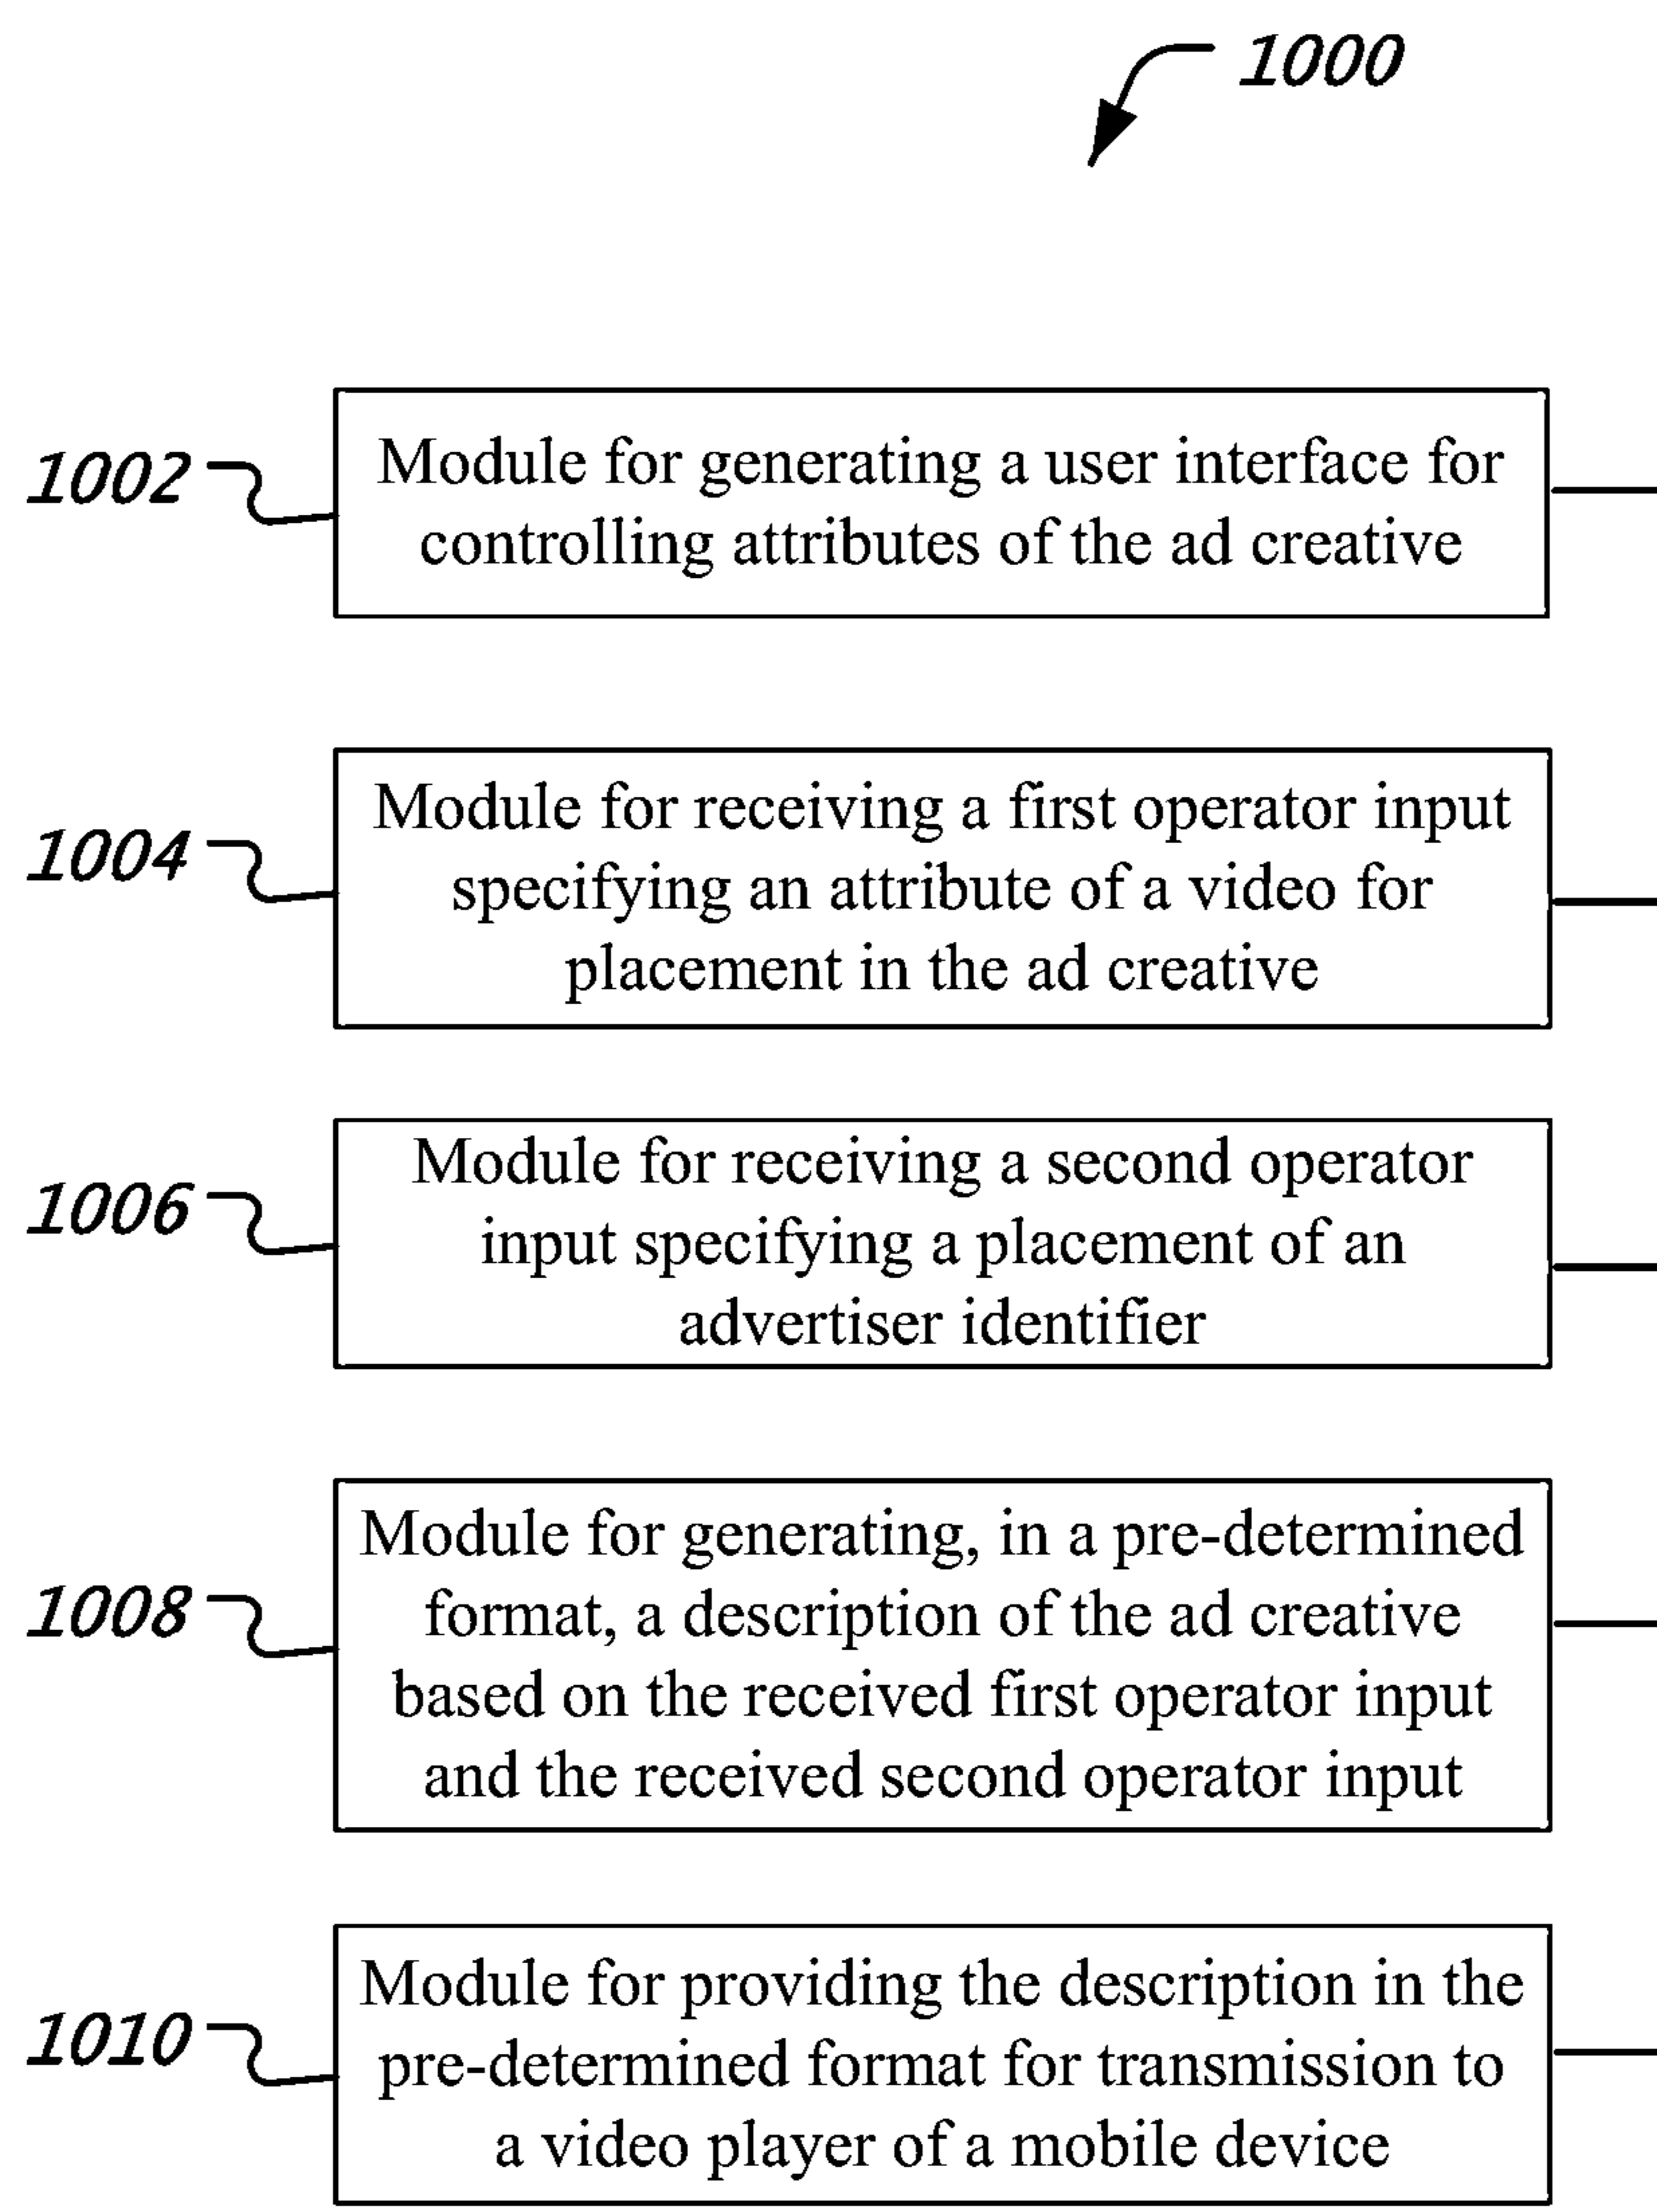 1000
1002
Module for generating a user interface for
controlling attributes of the ad creative
1004
Module for receiving a first operator input
specifying an attribute of a video for
placement in the ad creative
1006
Module for receiving a second operator
input specifying a placement of an
advertiser identifier
1008
Module for generating, in a pre-determined
format, a description of the ad creative
based on the received first operator input
and the received second operator input
1010
Module for providing the description in the
pre-determined format for transmission to
a video player of a mobile device